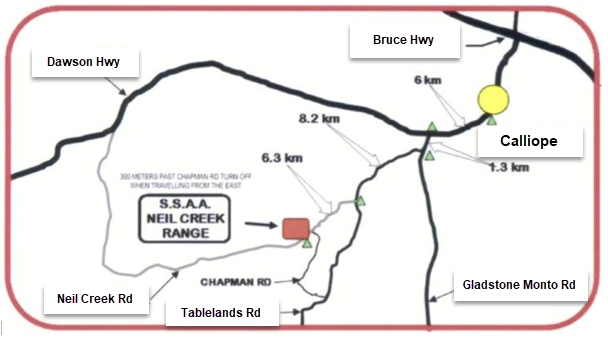 Bruce Hwy
Dawson Hwy
6 km
8.2 km
Calliope
6.3 km
1.3 km
300 METERS PAST CHAPMAN RD TURN OFF
WHEN TRAVELLING FROM THE EAST
S.S.A.A.
NEIL CREEK
RANGE
CHAPMAN RD
Gladstone Monto Rd
Neil Creek Rd
Tablelands Rd